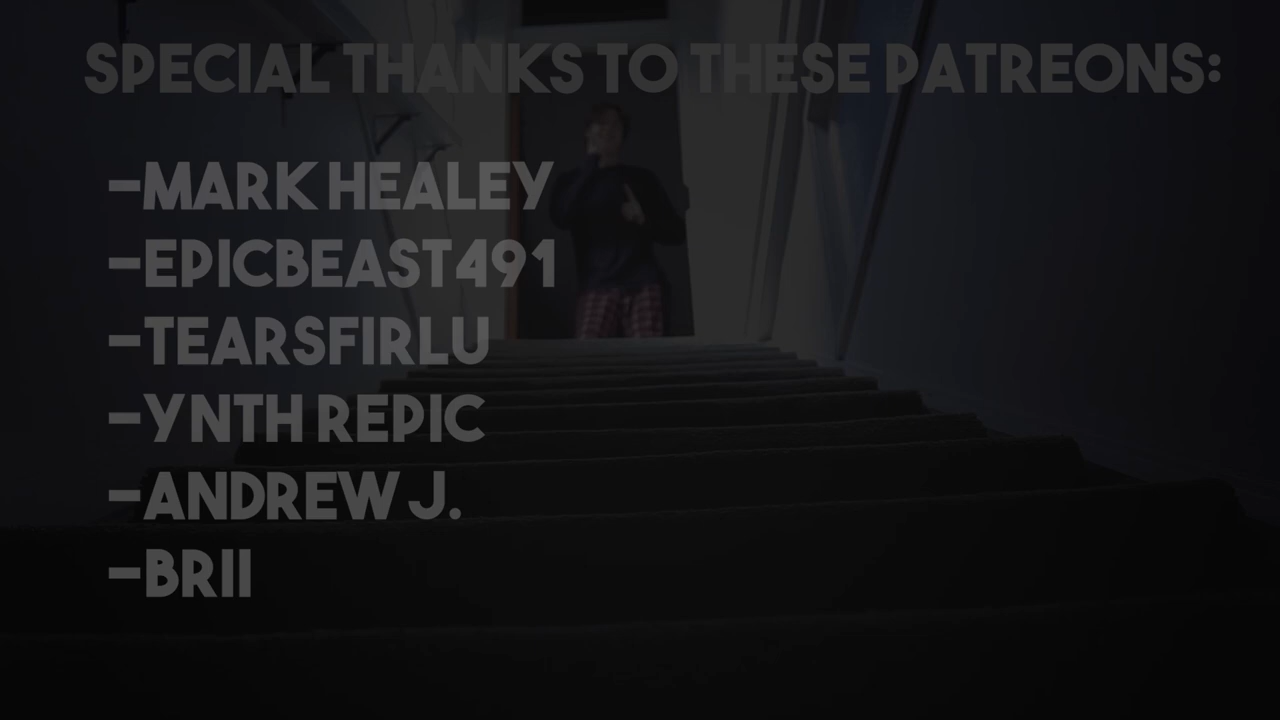 SPECIAL THANKS TO THESE PATREONS:
-MARK HEALEY
-EPICBEAST491
-TEARSFIRLU
-YNTH REPIC
-ANDREW J.
-BRII